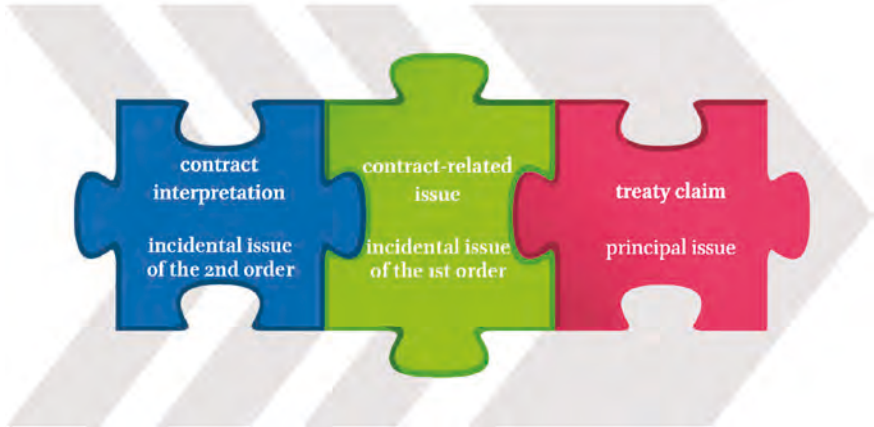 contract
interpretation
incidental issue
of the 2nd order
contract-related
issue
incidental issue
of the 1st order
treaty claim
principal issue